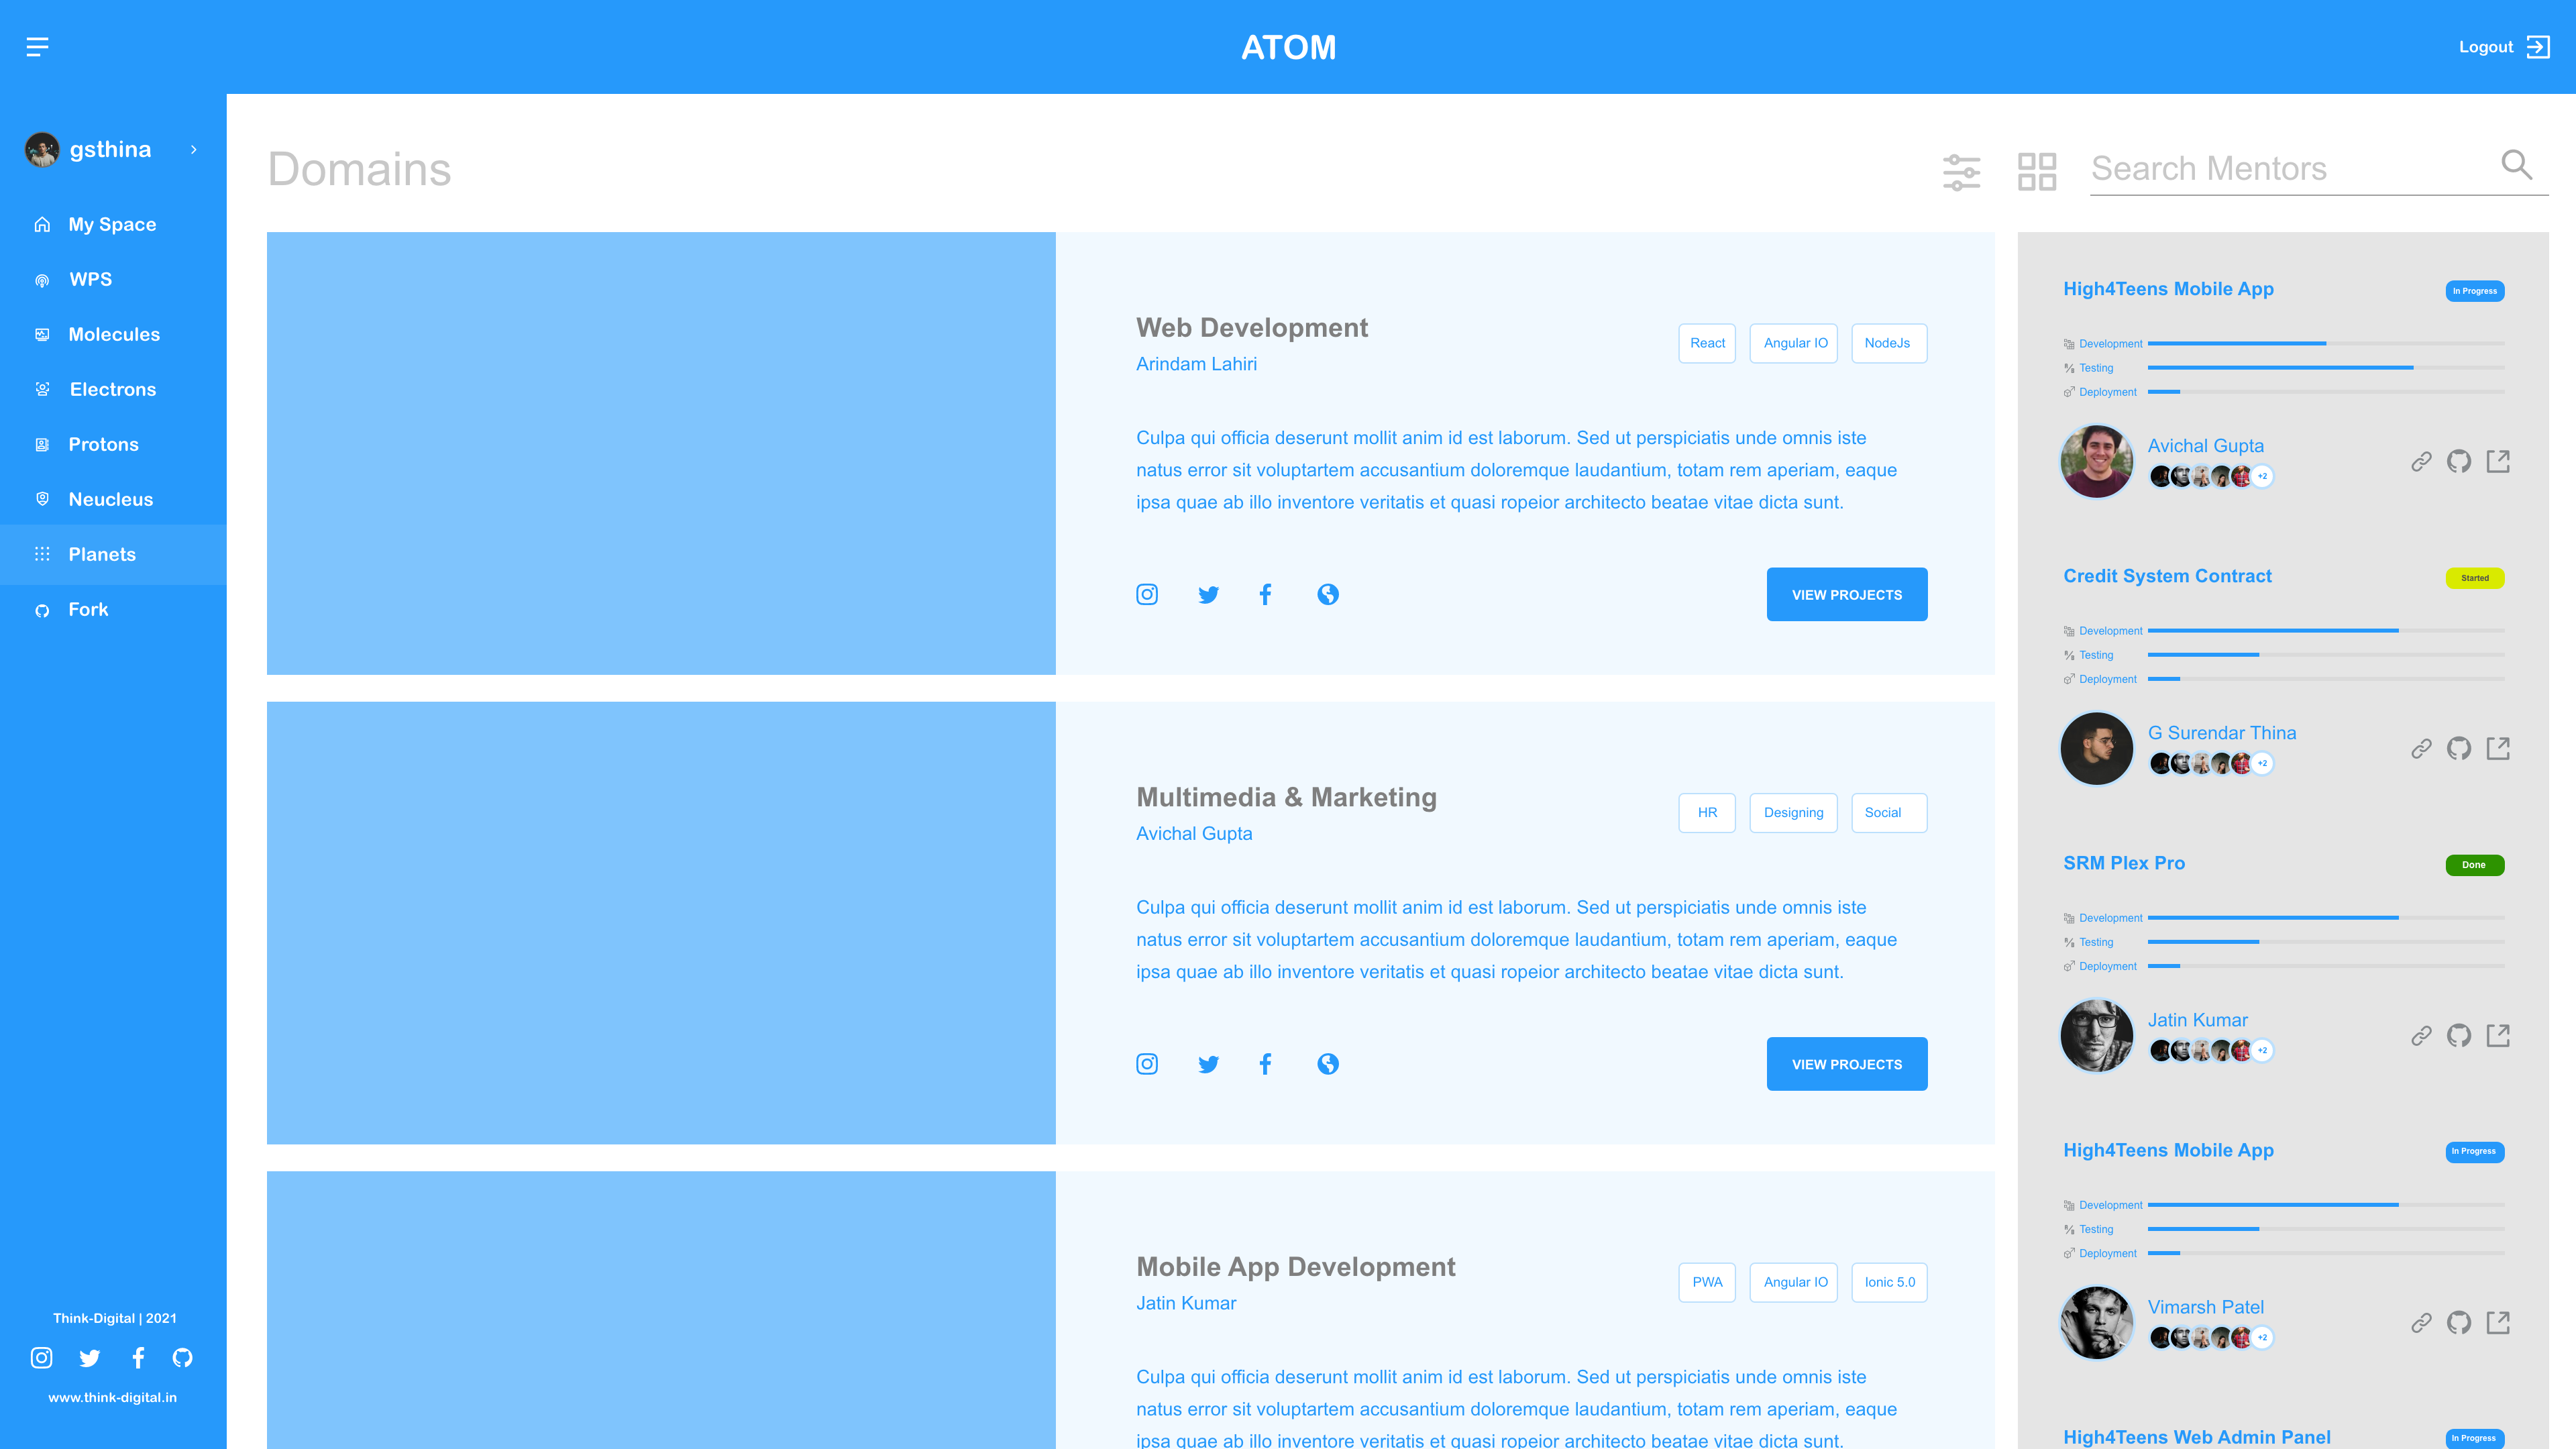 ATOM
Logout
gsthina
My Space
WPS
Molecules
Electrons
Protons
Neucleus
Planets
Fork
Think-Digital | 2021
www.think-digital.in
Domains
Search Mentors
Web Development
Arindam Lahiri
React
Angular IO
NodeJs
Culpa qui officia deserunt mollit anim id est laborum. Sed ut perspiciatis unde omnis iste
natus error sit voluptartem accusantium doloremque laudantium, totam rem aperiam, eaque
ipsa quae ab illo inventore veritatis et quasi ropeior architecto beatae vitae dicta sunt.
VIEW PROJECTS
Multimedia & Marketing
Avichal Gupta
HR
Designing
Social
Culpa qui officia deserunt mollit anim id est laborum. Sed ut perspiciatis unde omnis iste
natus error sit voluptartem accusantium doloremque laudantium, totam rem aperiam, eaque
ipsa quae ab illo inventore veritatis et quasi ropeior architecto beatae vitae dicta sunt.
VIEW PROJECTS
Mobile App Development
Jatin Kumar
PWA
Angular IO
Ionic 5.0
Culpa qui officia deserunt mollit anim id est laborum. Sed ut perspiciatis unde omnis iste
natus error sit voluptartem accusantium doloremque laudantium, totam rem aperiam, eaque
ipsa quae ab illo inventore veritatis et quasi ropeior architecto beatae vitae dicta sunt.
High4Teens Mobile App
In Progress
Development
Testing
Deployment
Avichal Gupta
+2
Credit System Contract
Started
Development
Testing
Deployment
G Surendar Thina
+2
SRM Plex Pro
Done
Development
Testing
Deployment
Jatin Kumar
+2
High4Teens Mobile App
In Progress
Development
Testing
Deployment
Vimarsh Patel
+2
High4Teens Web Admin Panel
In Progress